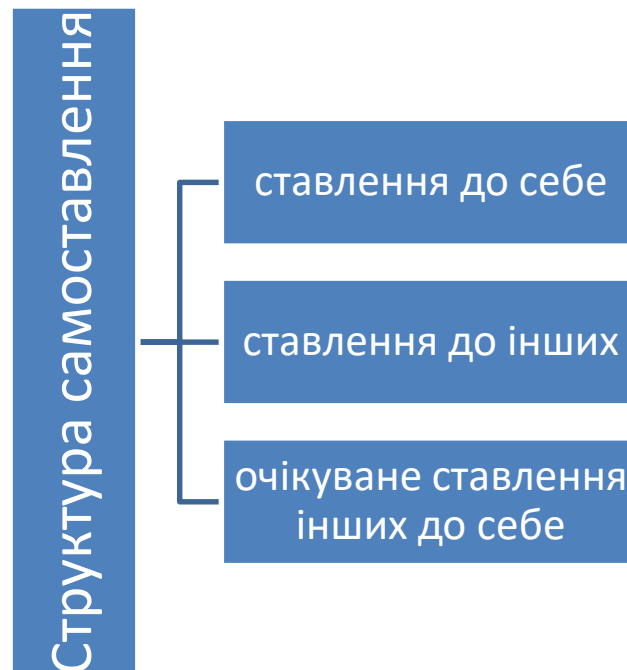 Структура самоставлення
ставлення до себе
ставлення до інших
очікуване ставлення
інших до себе